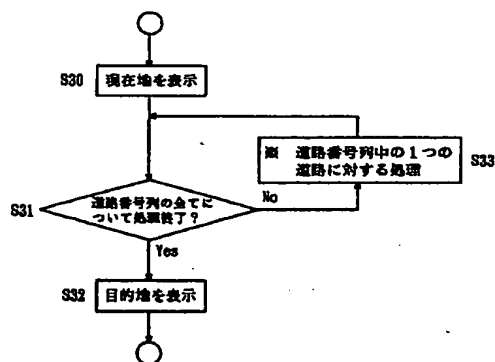 S30
現在地を表示
※ 道路番号列中の1つの
道路に対する処理
S33
S31
道路番号列の全てに
ついて処理終了?
No
Yes
S32
目的地を表示